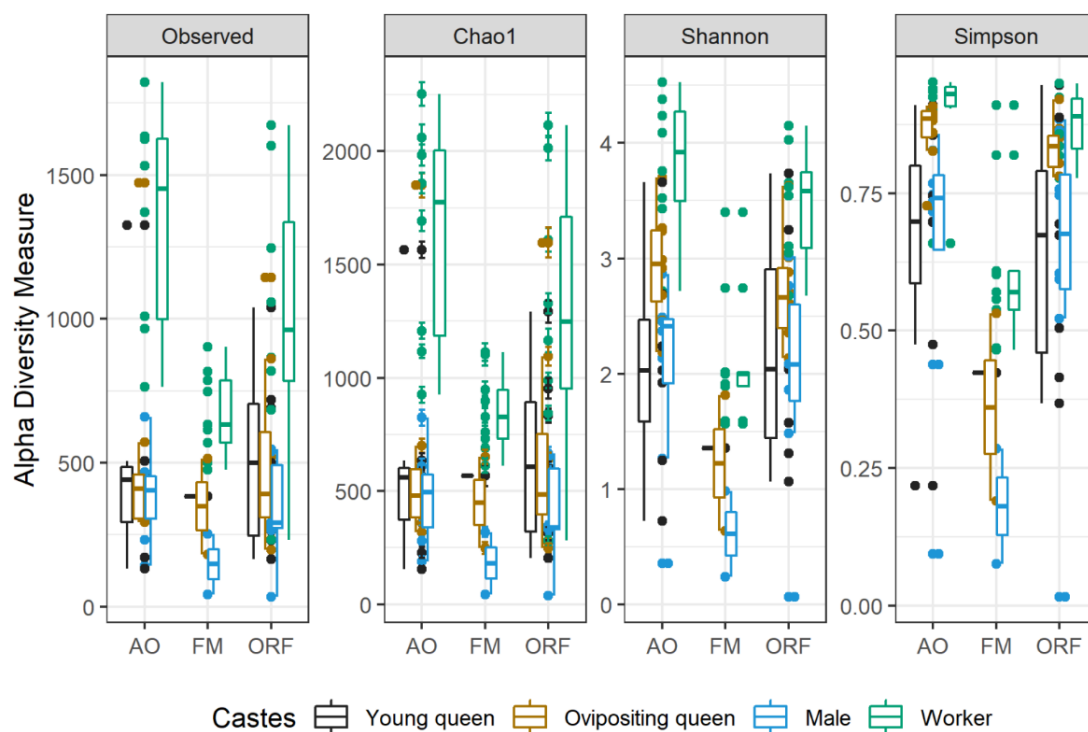 Observed
Chao1
Shannon
Simpson
Alpha Diversity Measure
1500
1000
500
0
2000
1500
1000
500
0
4
3
2
1
0
0.75
0.50
0.25
0.00
AO FM ORF
AO FM ORF
AO FM ORF
AO FM ORF
Castes Young queen Ovipositing queen Male Worker